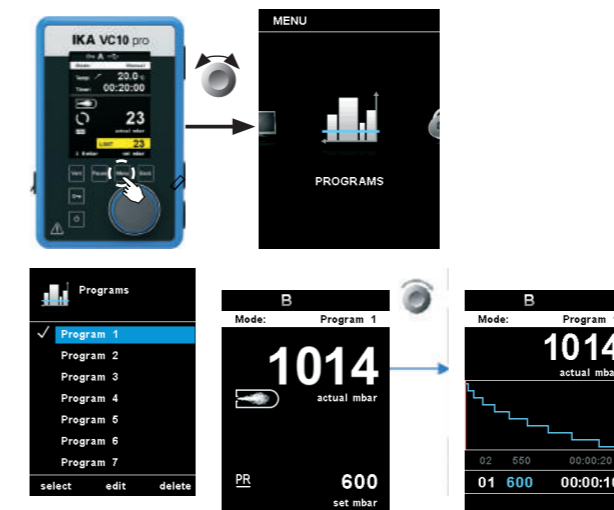 IKA VC10 pro
A
Mode: Manual
Temp: 20.0
Timer: 00:20:00
23
actual mbar
LIMIT 23
set mbar
Vent Pause Menu Back
MENU
PROGRAMS
Programs
✓ Program 1
Program 2
Program 3
Program 4
Program 5
Program 6
Program 7
select edit delete
B
Mode: Program 1
1014
actual mbar
PR 600
set mbar
B
Mode: Program
1014
actual mba
02 550 00:00:20
01 600 00:00:10